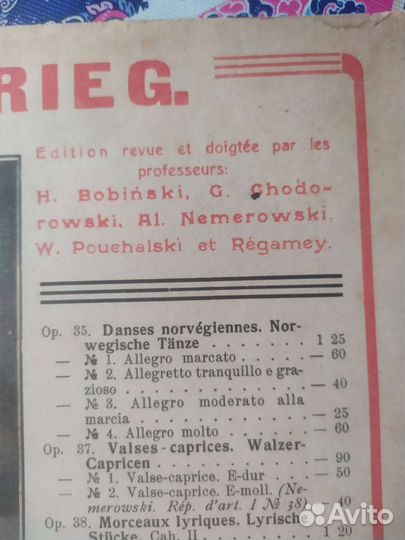 RIEG.
Edition revue et doigtée par les
professeurs:
H. Bobiński, G. Chodo-
rowski, Al. Nemerowski.
W. Pouehalski et Régamey.
Op. 35. Danses norvégiennes. Nor-
wegische Tänze . . . . . . . 1 25
— № 1. Allegro marcato . . . . — 60
— № 2. Allegretto tranquillo e gra-
zioso . . . . . . . . . . — 40
— № 3. Allegro moderato alla
marcia . . . . . . . . . — 25
— № 4. Allegro molto . . . . . — 60
Op. 37. Valses-caprices. Walzer-
Capricen . . . . . . . . . — 90
— № 1. Valse-caprice. E-dur . . — 50
— № 2. Valse-caprice. E-moll. (Ne-
merowski. Rép. d'art. I № 38) . — 40
Op. 38. Morceaux lyriques. Lyrische
Stücke. Cah. II . . . . . . 1 20
Avito